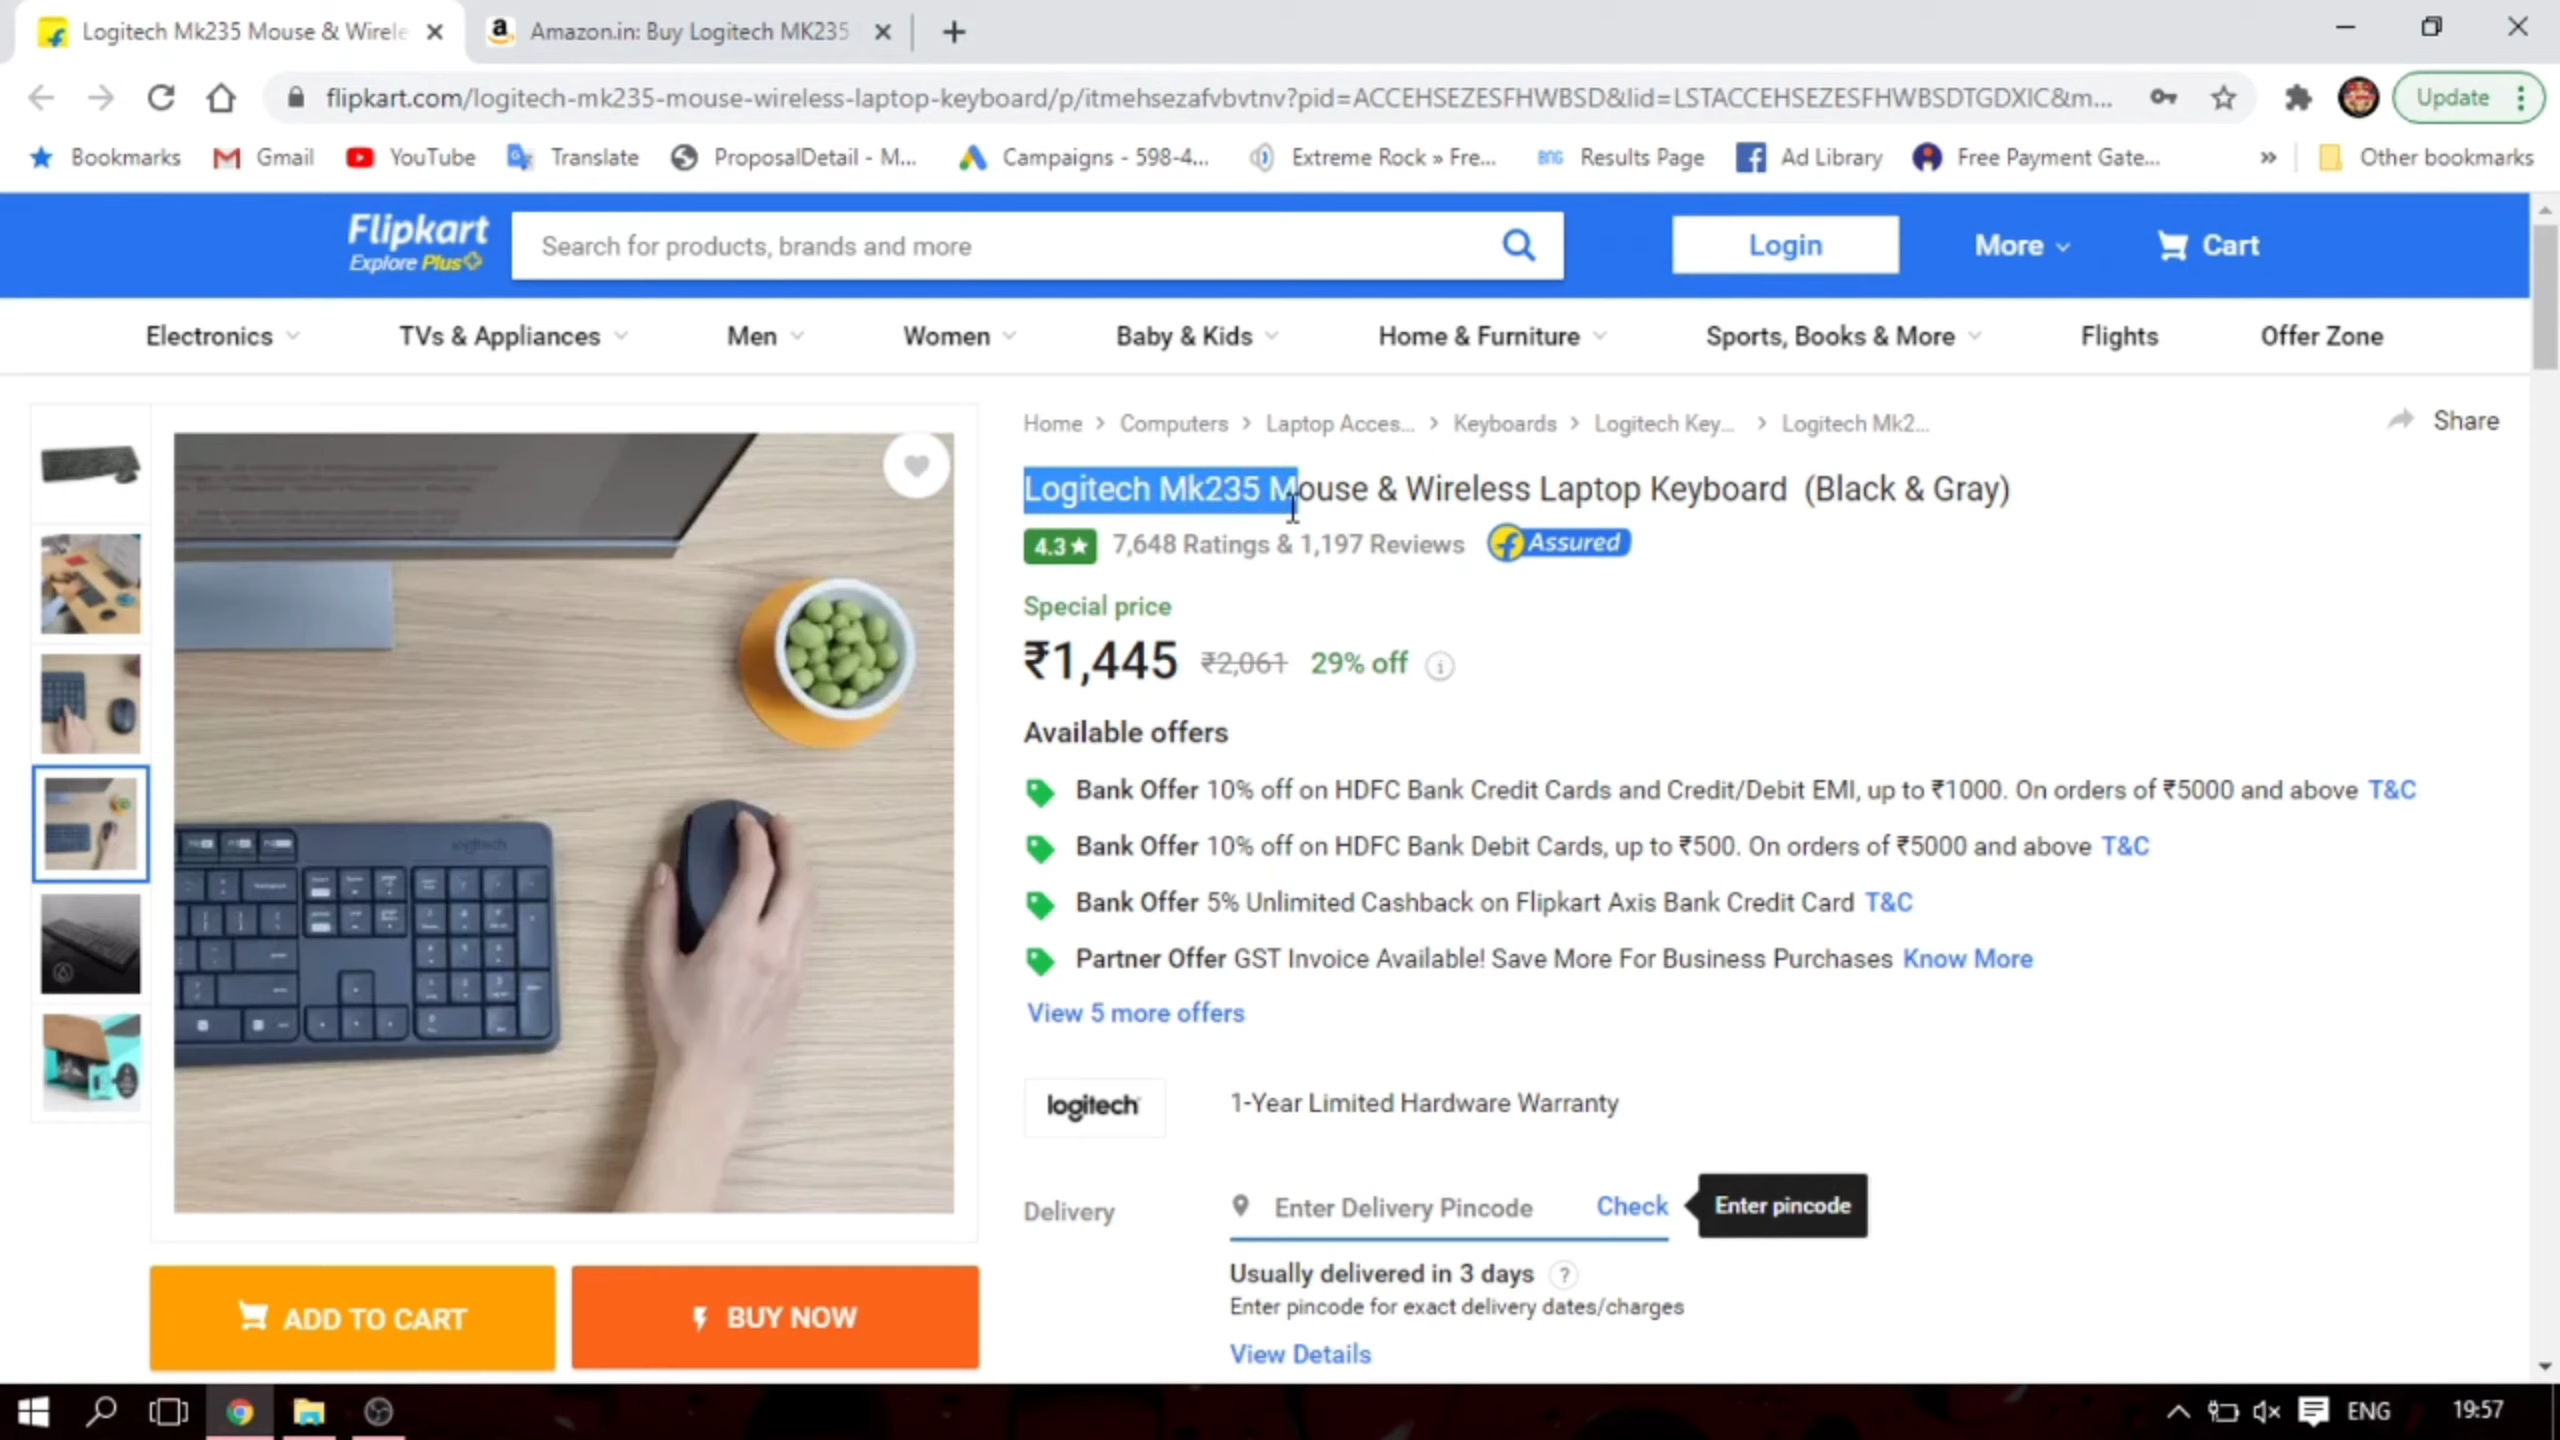 Logitech Mk235 Mouse & Wirele
Amazon.in: Buy Logitech MK235
flipkart.com/logitech-mk235-mouse-wireless-laptop-keyboard/p/itmehsezafvbvtnv?pid=ACCEHSEZESFHWBSD&lid=LSTACCEHSEZESFHWBSDTGDXIC&m...
Update
Bookmarks Gmail YouTube Translate ProposalDetail - M... Campaigns - 598-4... Extreme Rock » Fre... BNG Results Page Ad Library Free Payment Gate... » Other bookmarks
Flipkart
Explore Plus
Search for products, brands and more
Login
More
Cart
Electronics TVs & Appliances Men Women Baby & Kids Home & Furniture Sports, Books & More Flights Offer Zone
Home > Computers > Laptop Acces... > Keyboards > Logitech Key... > Logitech Mk2...
Share
Logitech Mk235 Mouse & Wireless Laptop Keyboard (Black & Gray)
4.3★ 7,648 Ratings & 1,197 Reviews Assured
Special price
₹1,445 ₹2,061 29% off
Available offers
Bank Offer 10% off on HDFC Bank Credit Cards and Credit/Debit EMI, up to ₹1000. On orders of ₹5000 and above T&C
Bank Offer 10% off on HDFC Bank Debit Cards, up to ₹500. On orders of ₹5000 and above T&C
Bank Offer 5% Unlimited Cashback on Flipkart Axis Bank Credit Card T&C
Partner Offer GST Invoice Available! Save More For Business Purchases Know More
View 5 more offers
logitech
logitech
1-Year Limited Hardware Warranty
Delivery
Enter Delivery Pincode
Check
Enter pincode
Usually delivered in 3 days ?
Enter pincode for exact delivery dates/charges
View Details
ADD TO CART
BUY NOW
ENG
19:57